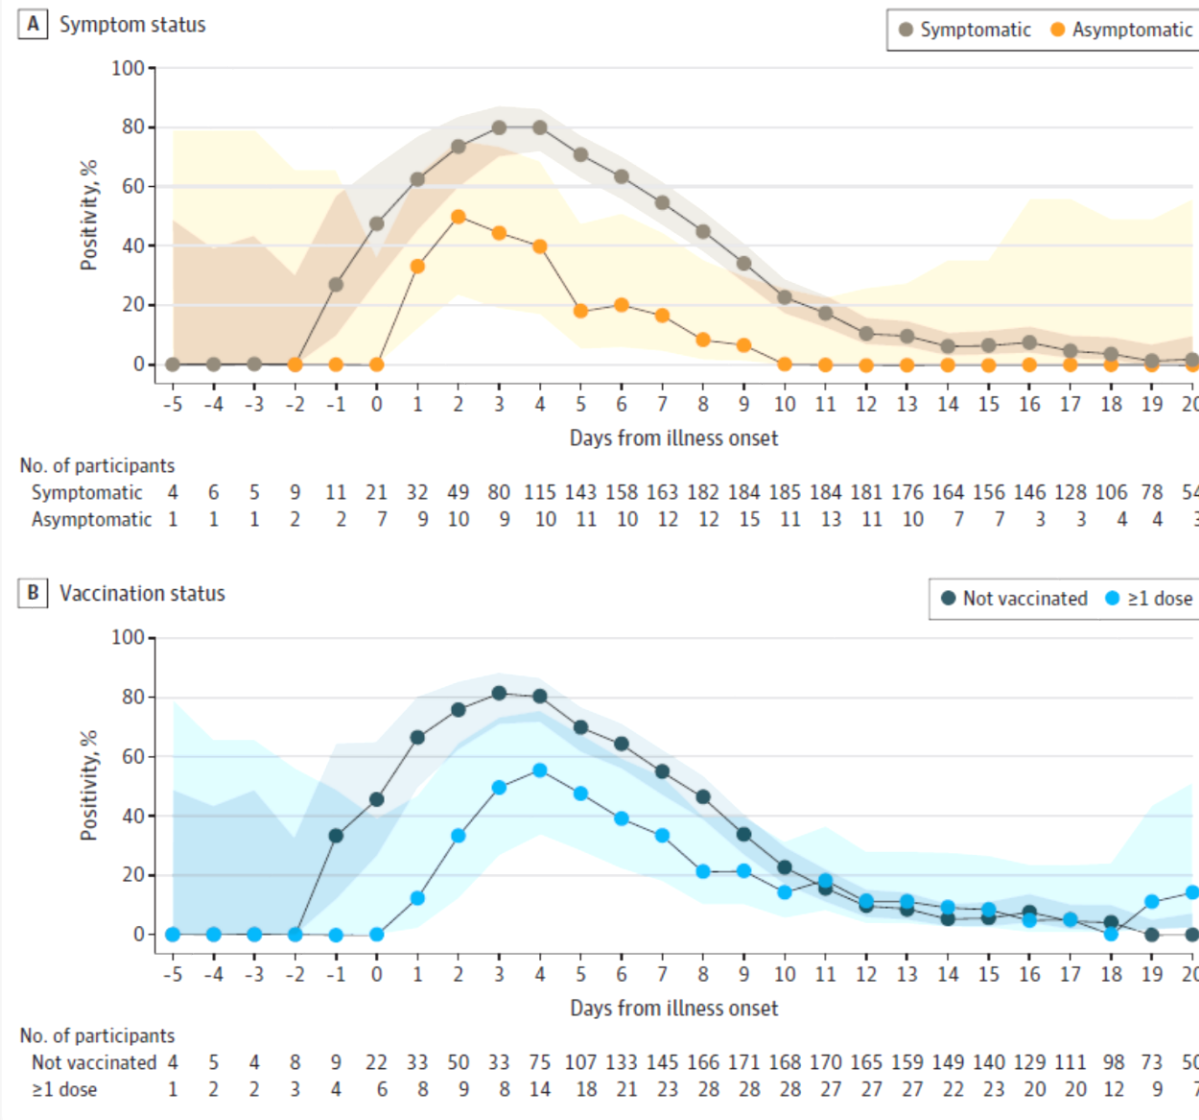 A Symptom status
Symptomatic Asymptomatic
100
80
60
40
20
0
Positivity, %
-5 -4 -3 -2 -1 0 1 2 3 4 5 6 7 8 9 10 11 12 13 14 15 16 17 18 19 20
Days from illness onset
No. of participants
Symptomatic 4 6 5 9 11 21 32 49 80 115 143 158 163 182 184 185 184 181 176 164 156 146 128 106 78 54
Asymptomatic 1 1 1 2 2 7 9 10 9 10 11 10 12 12 15 11 13 11 10 7 7 3 3 4 4 3
B Vaccination status
Not vaccinated ≥1 dose
100
80
60
40
20
0
Positivity, %
-5 -4 -3 -2 -1 0 1 2 3 4 5 6 7 8 9 10 11 12 13 14 15 16 17 18 19 20
Days from illness onset
No. of participants
Not vaccinated 4 5 4 8 9 22 33 50 33 75 107 133 145 166 171 168 170 165 159 149 140 129 111 98 73 50
≥1 dose 1 2 2 3 4 6 8 9 8 14 18 21 23 28 28 28 27 27 27 22 23 20 20 12 9 7